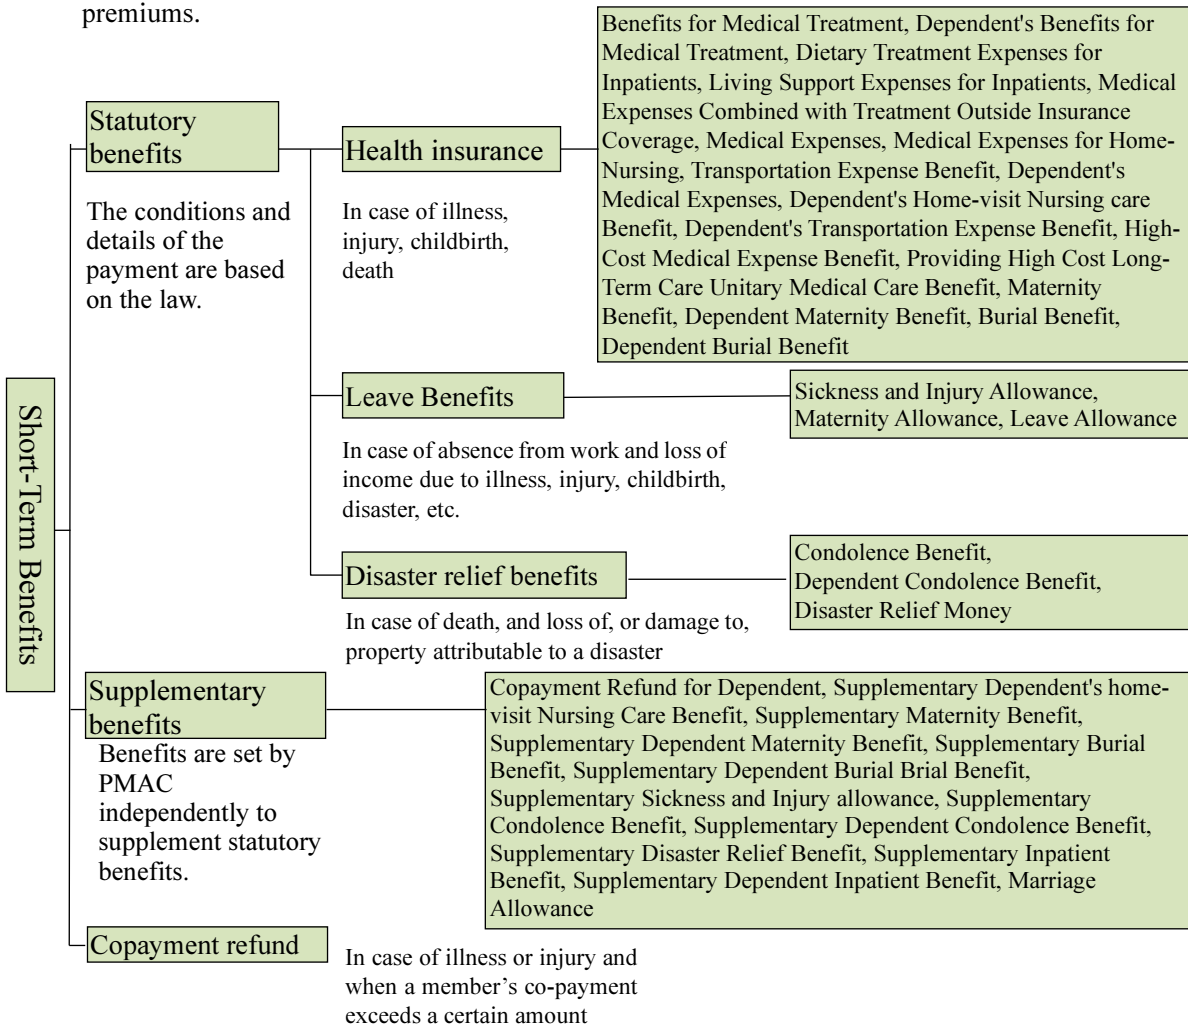 premiums.
Benefits for Medical Treatment, Dependent's Benefits for
Medical Treatment, Dietary Treatment Expenses for
Inpatients, Living Support Expenses for Inpatients, Medical
Expenses Combined with Treatment Outside Insurance
Coverage, Medical Expenses, Medical Expenses for Home-
Nursing, Transportation Expense Benefit, Dependent's
Medical Expenses, Dependent's Home-visit Nursing care
Benefit, Dependent's Transportation Expense Benefit, High-
Cost Medical Expense Benefit, Providing High Cost Long-
Term Care Unitary Medical Care Benefit, Maternity
Benefit, Dependent Maternity Benefit, Burial Benefit,
Dependent Burial Benefit
Statutory
benefits
Health insurance
The conditions and
details of the
payment are based
on the law.
In case of illness,
injury, childbirth,
death
Short-Term Benefits
Leave Benefits
Sickness and Injury Allowance,
Maternity Allowance, Leave Allowance
In case of absence from work and loss of
income due to illness, injury, childbirth,
disaster, etc.
Disaster relief benefits
Condolence Benefit,
Dependent Condolence Benefit,
Disaster Relief Money
In case of death, and loss of, or damage to,
property attributable to a disaster
Supplementary
benefits
Benefits are set by
PMAC
independently to
supplement statutory
benefits.
Copayment Refund for Dependent, Supplementary Dependent's home-
visit Nursing Care Benefit, Supplementary Maternity Benefit,
Supplementary Dependent Maternity Benefit, Supplementary Burial
Benefit, Supplementary Dependent Burial Brial Benefit,
Supplementary Sickness and Injury allowance, Supplementary
Condolence Benefit, Supplementary Dependent Condolence Benefit,
Supplementary Disaster Relief Benefit, Supplementary Inpatient
Benefit, Supplementary Dependent Inpatient Benefit, Marriage
Allowance
Copayment refund
In case of illness or injury and
when a member’s co-payment
exceeds a certain amount